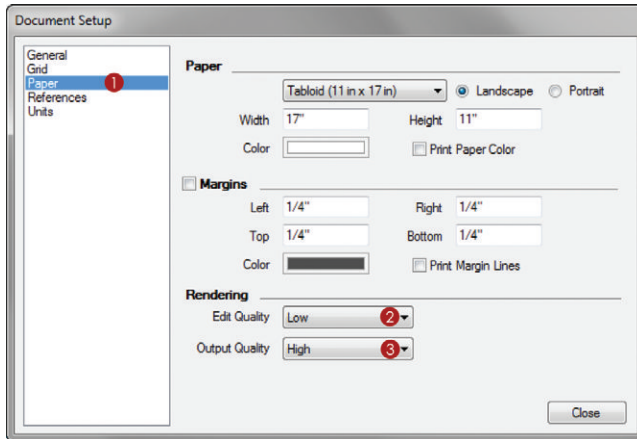 Document Setup
General
Grid
Paper 1
References
Units
Paper
Tabloid (11 in x 17 in) Landscape Portrait
Width 17" Height 11"
Color Print Paper Color
Margins
Left 1/4" Right 1/4"
Top 1/4" Bottom 1/4"
Color Print Margin Lines
Rendering
Edit Quality Low 2
Output Quality High 3
Close